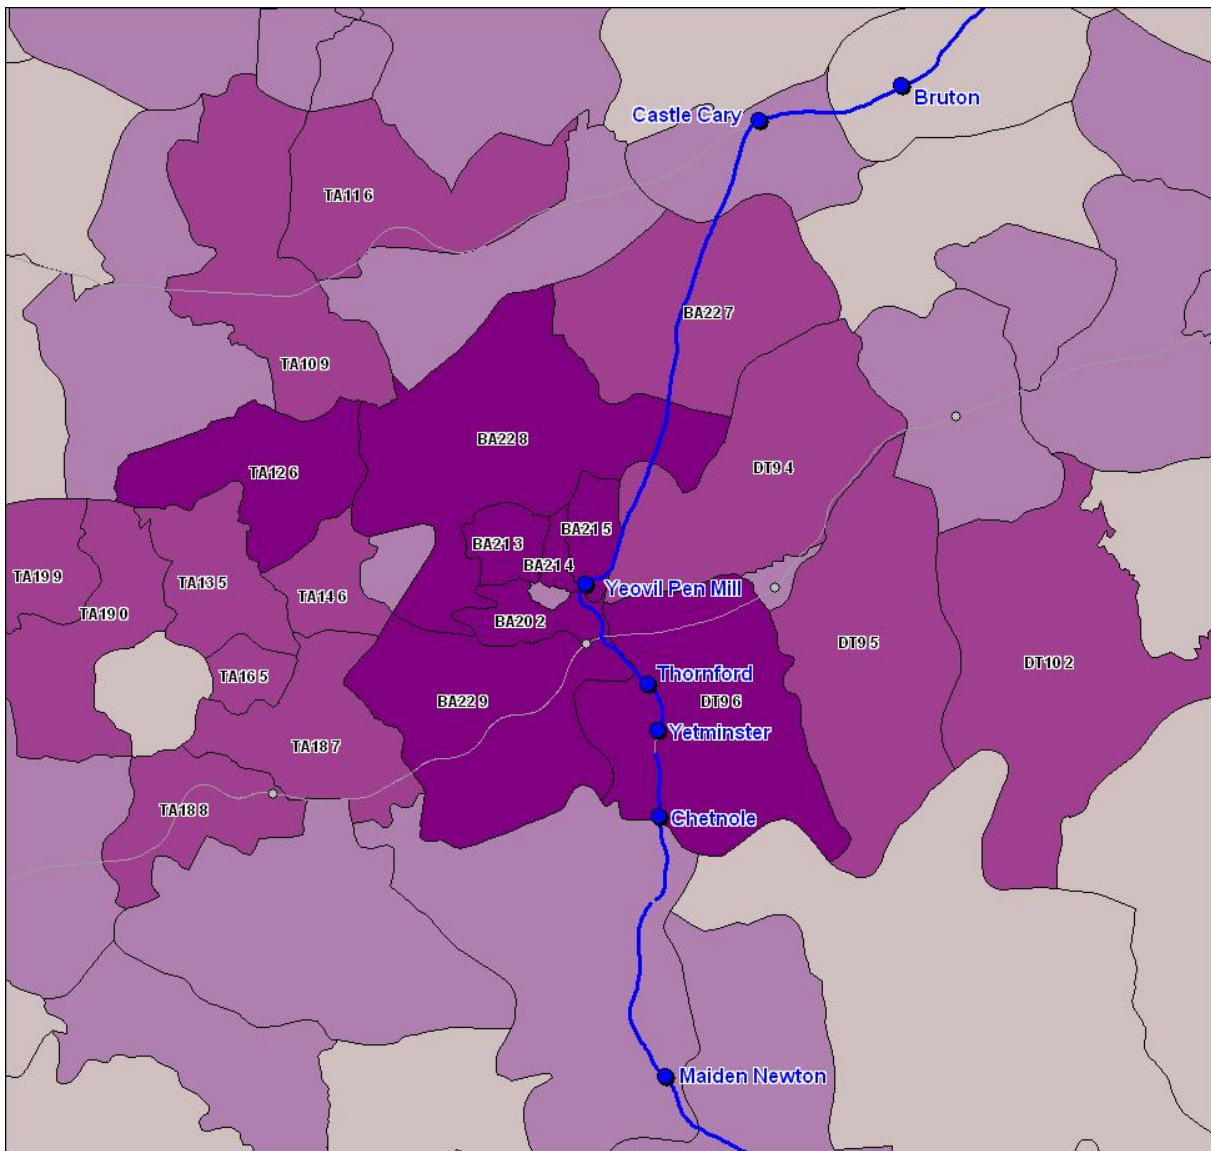 Bruton
Castle Cary
TA11 6
BA22 7
TA10 9
BA22 8
TA12 6
DT9 4
BA21 5
BA21 3
BA21 4
TA19 9
TA13 5
Yeovil Pen Mill
TA14 6
TA19 0
BA20 2
DT9 5
DT10 2
Thornford
TA16 5
BA22 9
DT9 6
Yetminster
TA18 7
TA18 8
Chetnole
Maiden Newton